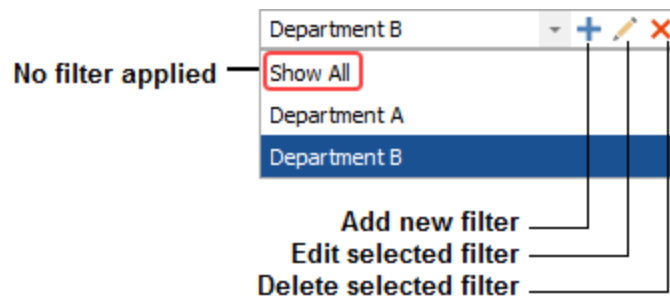 Department B
No filter applied
Show All
Department A
Department B
Add new filter
Edit selected filter
Delete selected filter